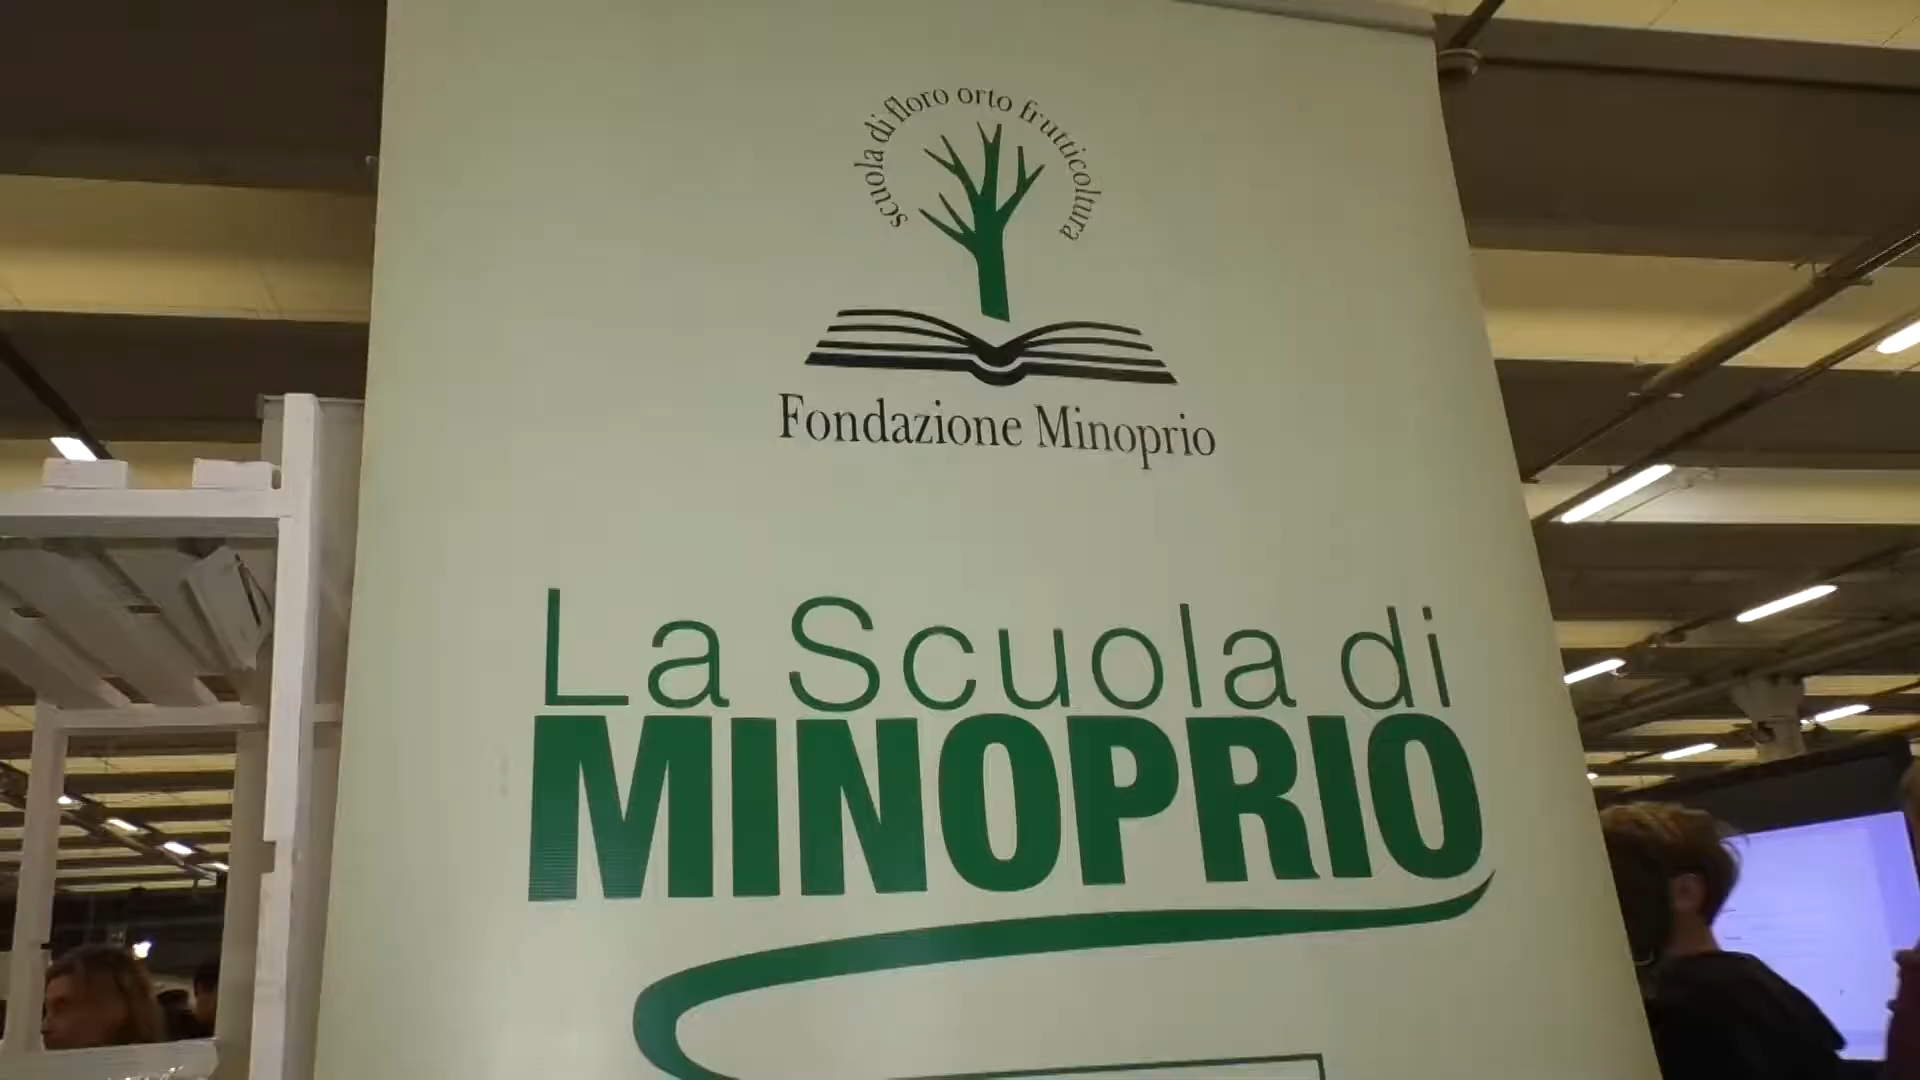 scuola di floro orto frutticoltura
Fondazione Minoprio
La Scuola di
MINOPRIO